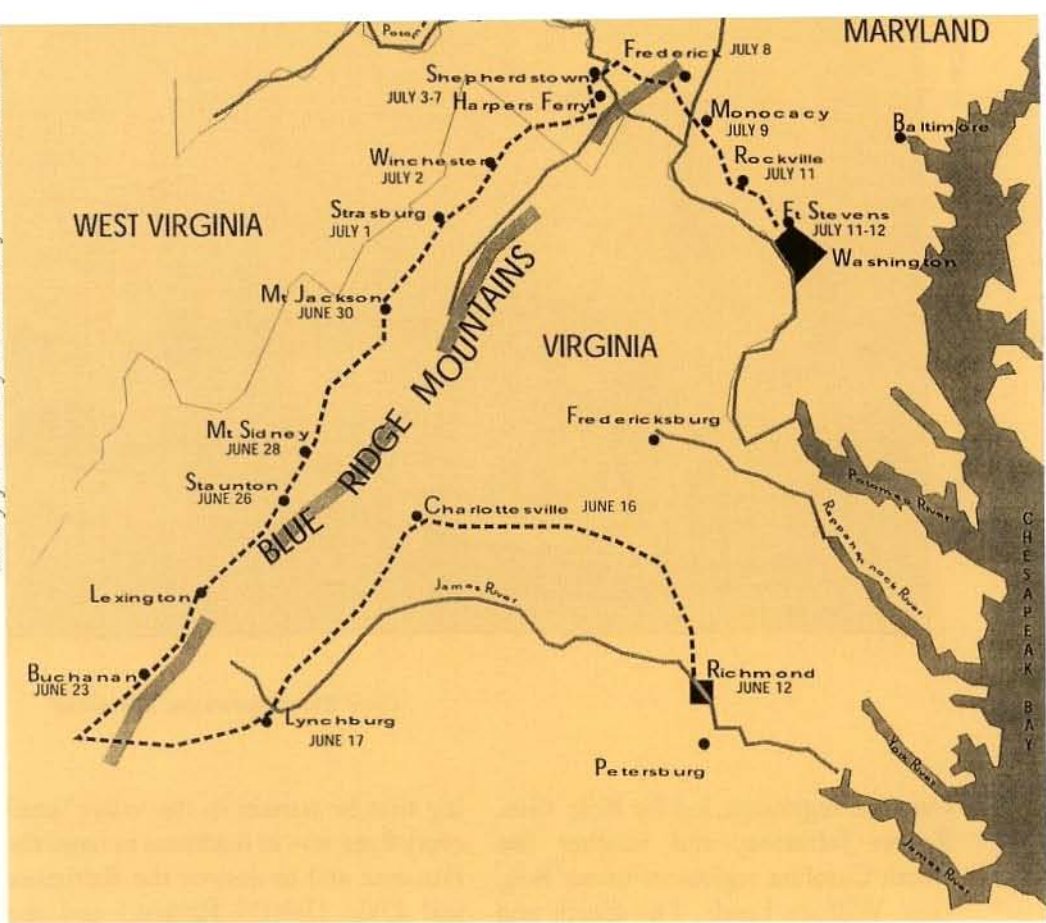 MARYLAND
Potom
Frederick JULY 8
Shepherdstown
JULY 3-7
Harpers Ferry
Monocacy
JULY 9
Baltimore
Winchester
JULY 2
Rockville
JULY 11
Strasburg
JULY 1
WEST VIRGINIA
Ft Stevens
JULY 11-12
Washington
Mt Jackson
JUNE 30
BLUE RIDGE MOUNTAINS
VIRGINIA
Fredericksburg
Mt Sidney
JUNE 28
Staunton
JUNE 26
Charlottesville JUNE 16
Potomac River
Rappahannock River
CHESAPEAK BAY
James River
Lexington
Buchanan
JUNE 23
Richmond
JUNE 12
Lynchburg
JUNE 17
Petersburg
York River
James River